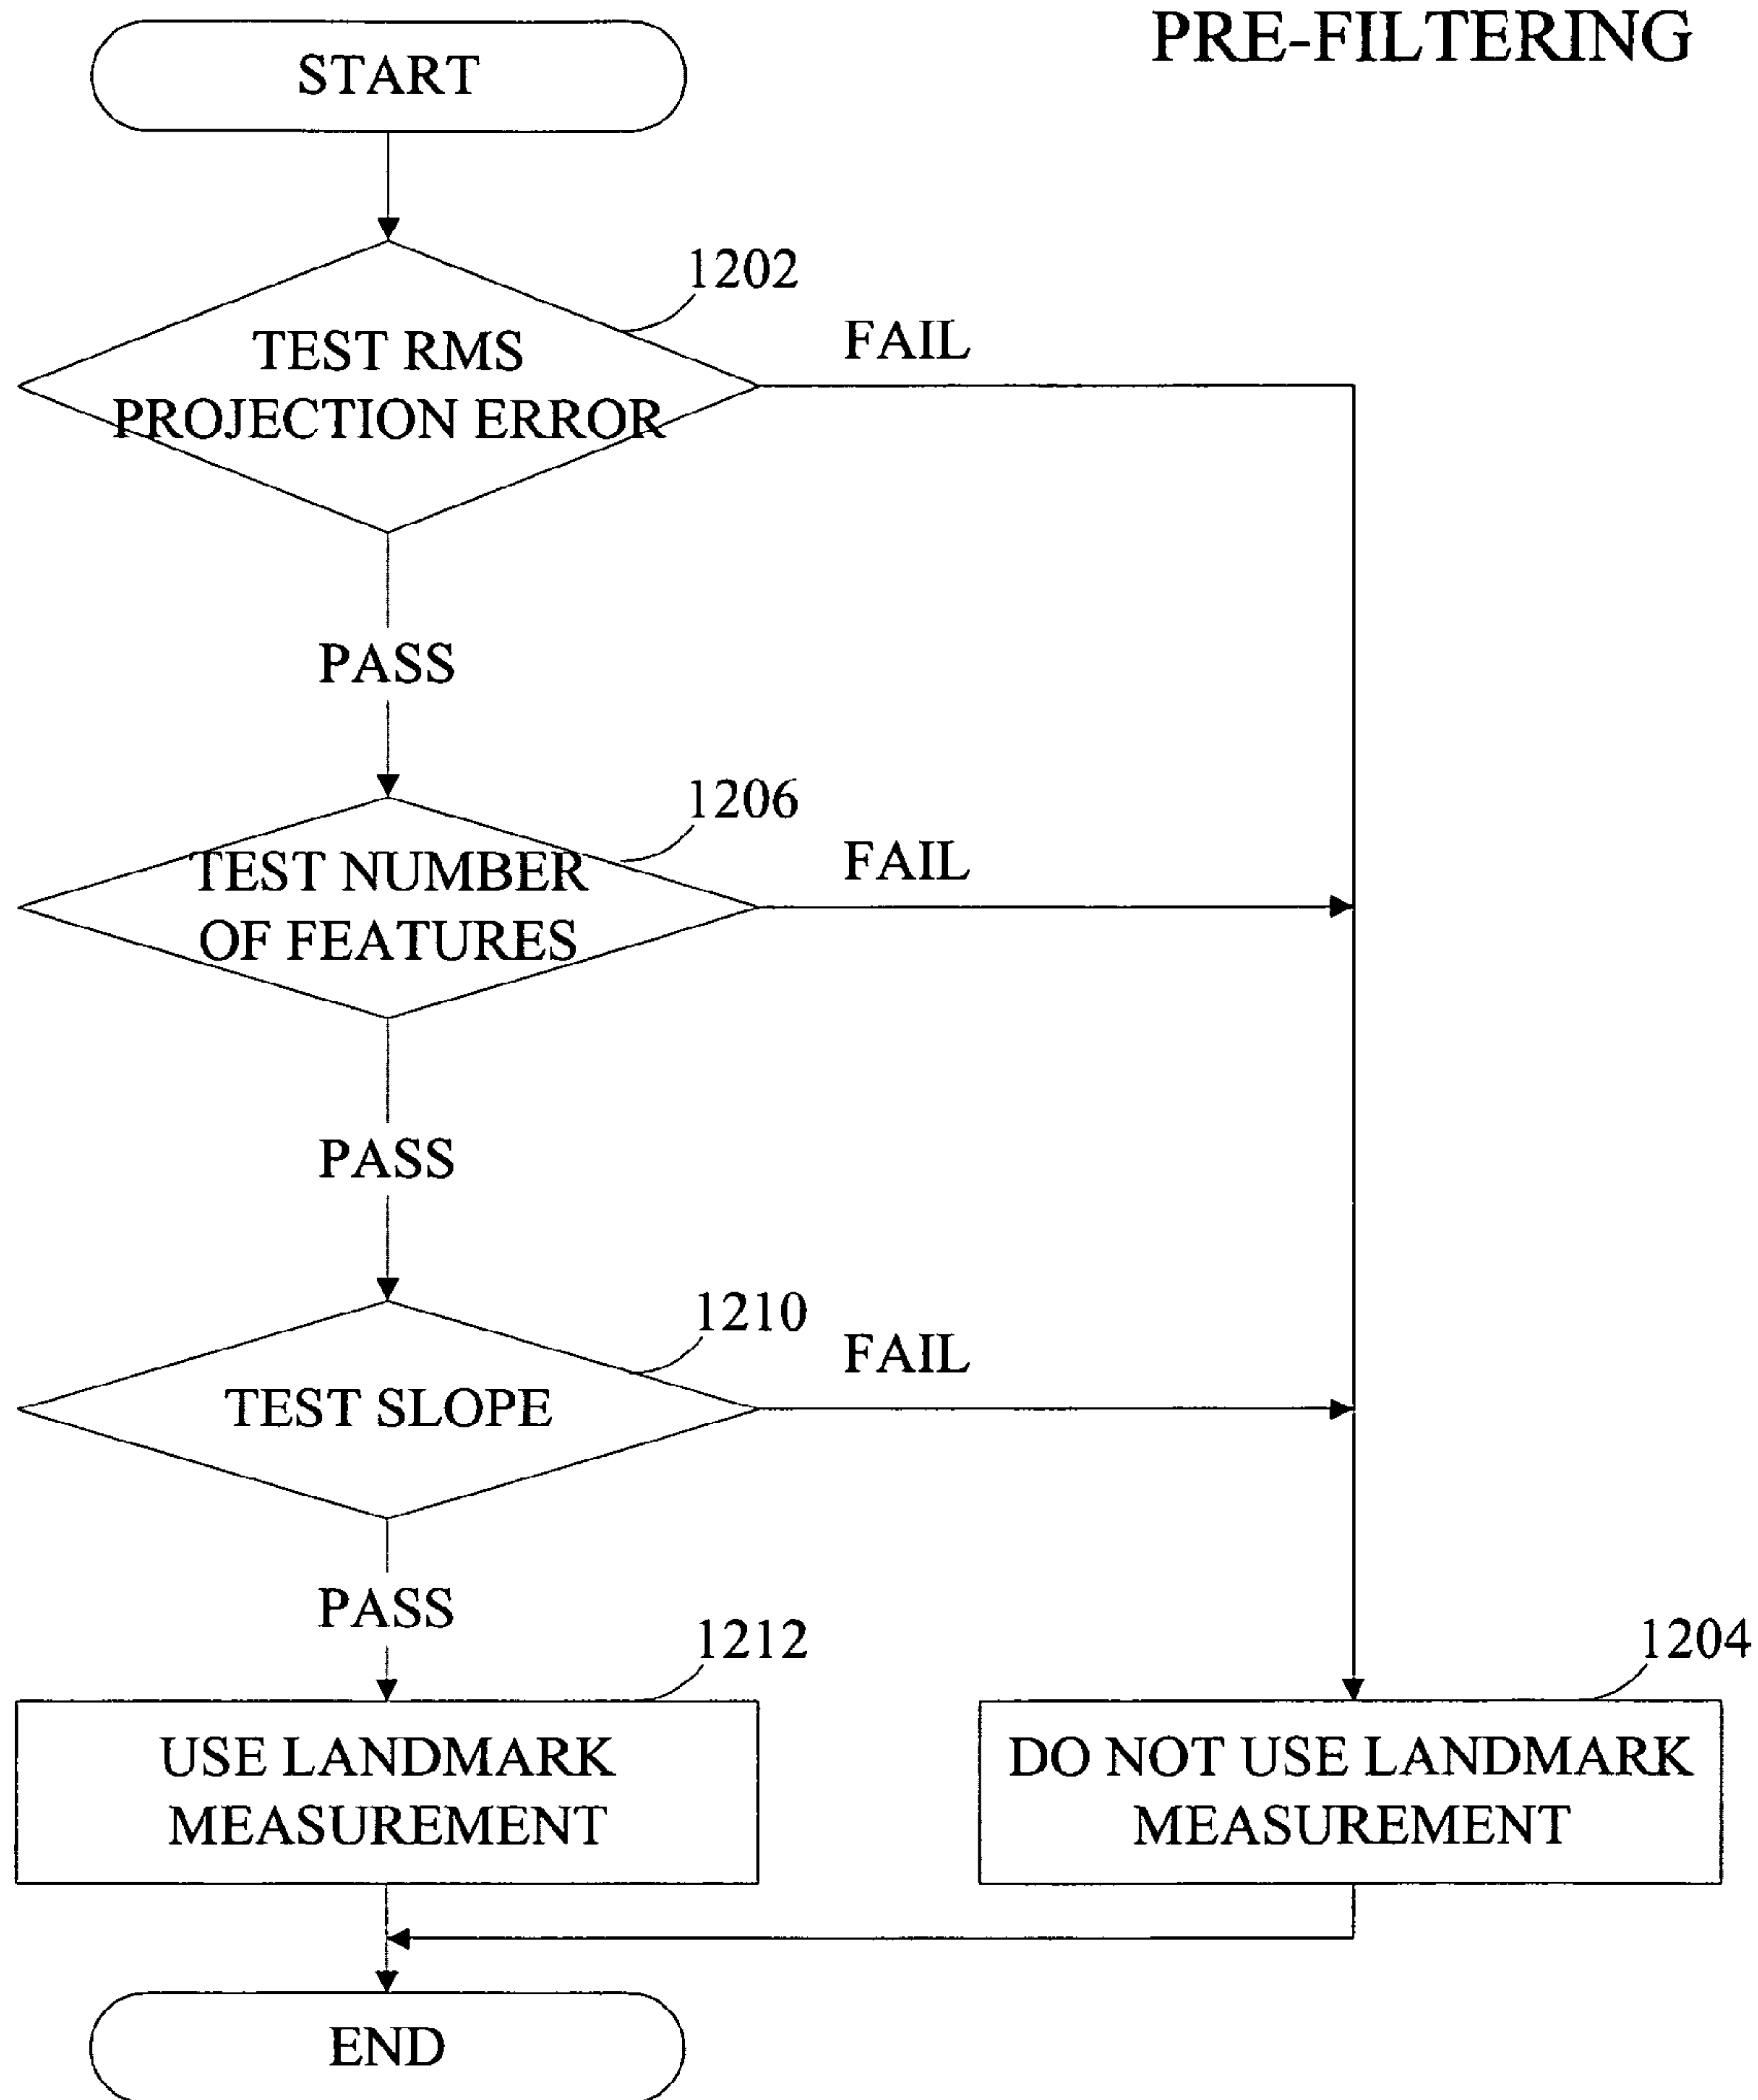 PRE-FILTERING
START
1202
TEST RMS
PROJECTION ERROR
FAIL
PASS
1206
TEST NUMBER
OF FEATURES
FAIL
PASS
1210
TEST SLOPE
FAIL
PASS
1212
USE LANDMARK
MEASUREMENT
1204
DO NOT USE LANDMARK
MEASUREMENT
END